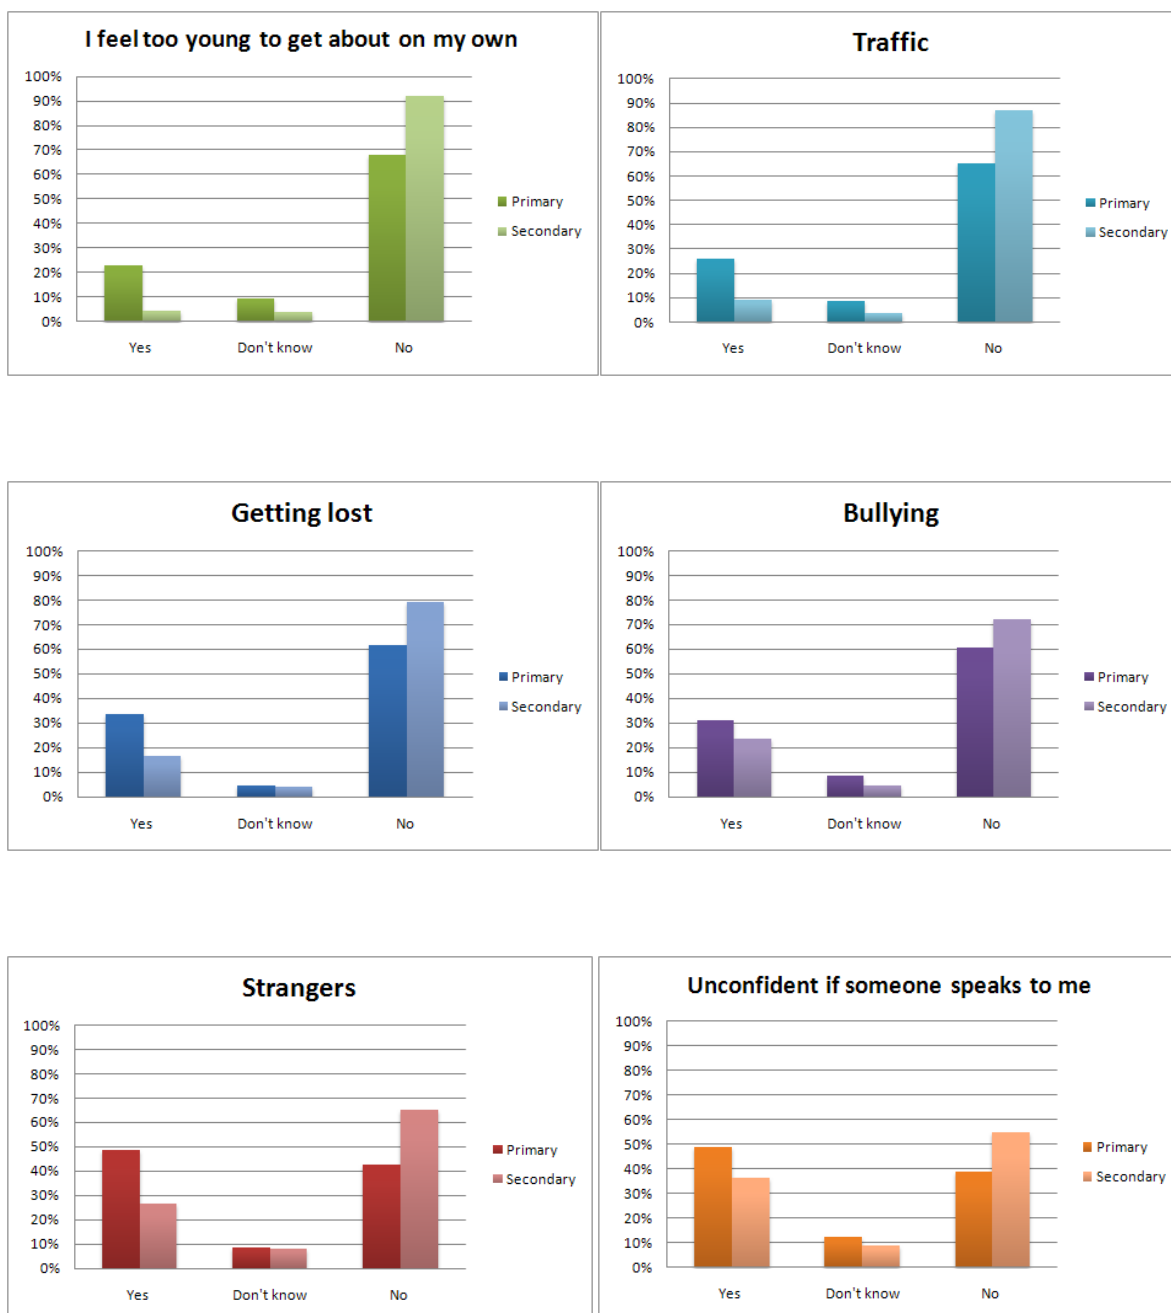 I feel too young to get about on my own
100%
90%
80%
70%
60%
50%
40%
30%
20%
10%
0%
Yes Don't know No
Primary
Secondary
Traffic
100%
90%
80%
70%
60%
50%
40%
30%
20%
10%
0%
Yes Don't know No
Primary
Secondary
Getting lost
100%
90%
80%
70%
60%
50%
40%
30%
20%
10%
0%
Yes Don't know No
Primary
Secondary
Bullying
100%
90%
80%
70%
60%
50%
40%
30%
20%
10%
0%
Yes Don't know No
Primary
Secondary
Strangers
100%
90%
80%
70%
60%
50%
40%
30%
20%
10%
0%
Yes Don't know No
Primary
Secondary
Unconfident if someone speaks to me
100%
90%
80%
70%
60%
50%
40%
30%
20%
10%
0%
Yes Don't know No
Primary
Secondary